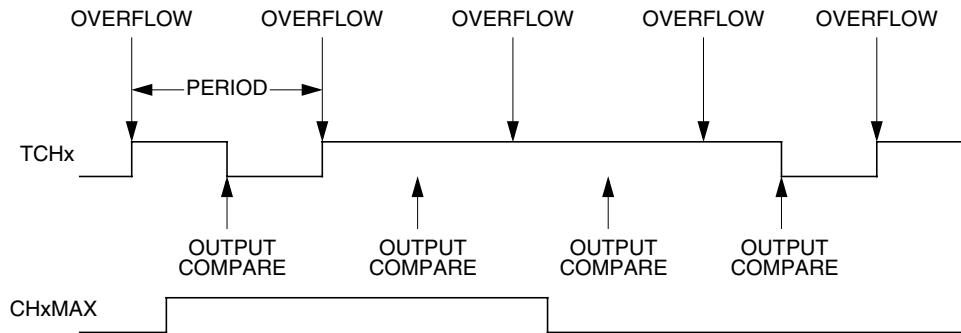 OVERFLOW OVERFLOW OVERFLOW OVERFLOW OVERFLOW
PERIOD
TCHx
OUTPUT COMPARE
OUTPUT COMPARE
OUTPUT COMPARE
OUTPUT COMPARE
CHxMAX